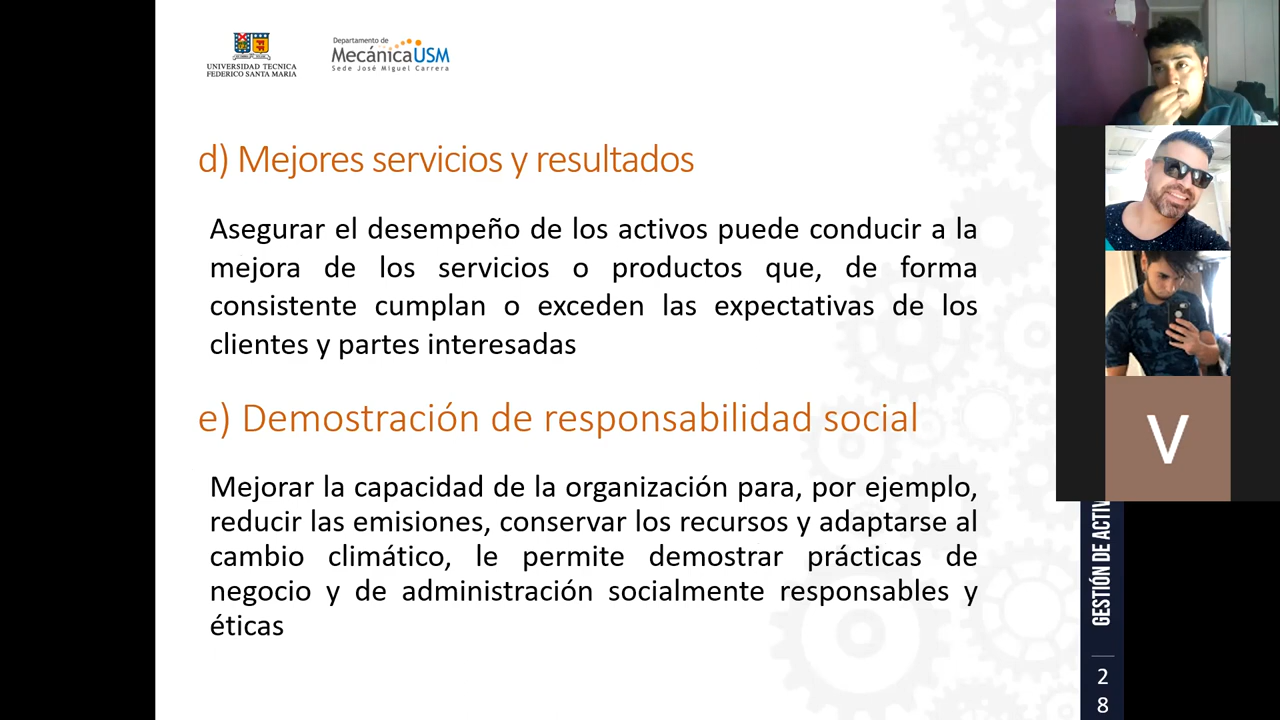 UNIVERSIDAD TECNICA
FEDERICO SANTA MARIA
Departamento de
MecánicaUSM
Sede José Miguel Carrera
d) Mejores servicios y resultados
Asegurar el desempeño de los activos puede conducir a la
mejora de los servicios o productos que, de forma
consistente cumplan o exceden las expectativas de los
clientes y partes interesadas
e) Demostración de responsabilidad social
Mejorar la capacidad de la organización para, por ejemplo,
reducir las emisiones, conservar los recursos y adaptarse al
cambio climático, le permite demostrar prácticas de
negocio y de administración socialmente responsables y
éticas
V
GESTIÓN DE ACTIV
2
8